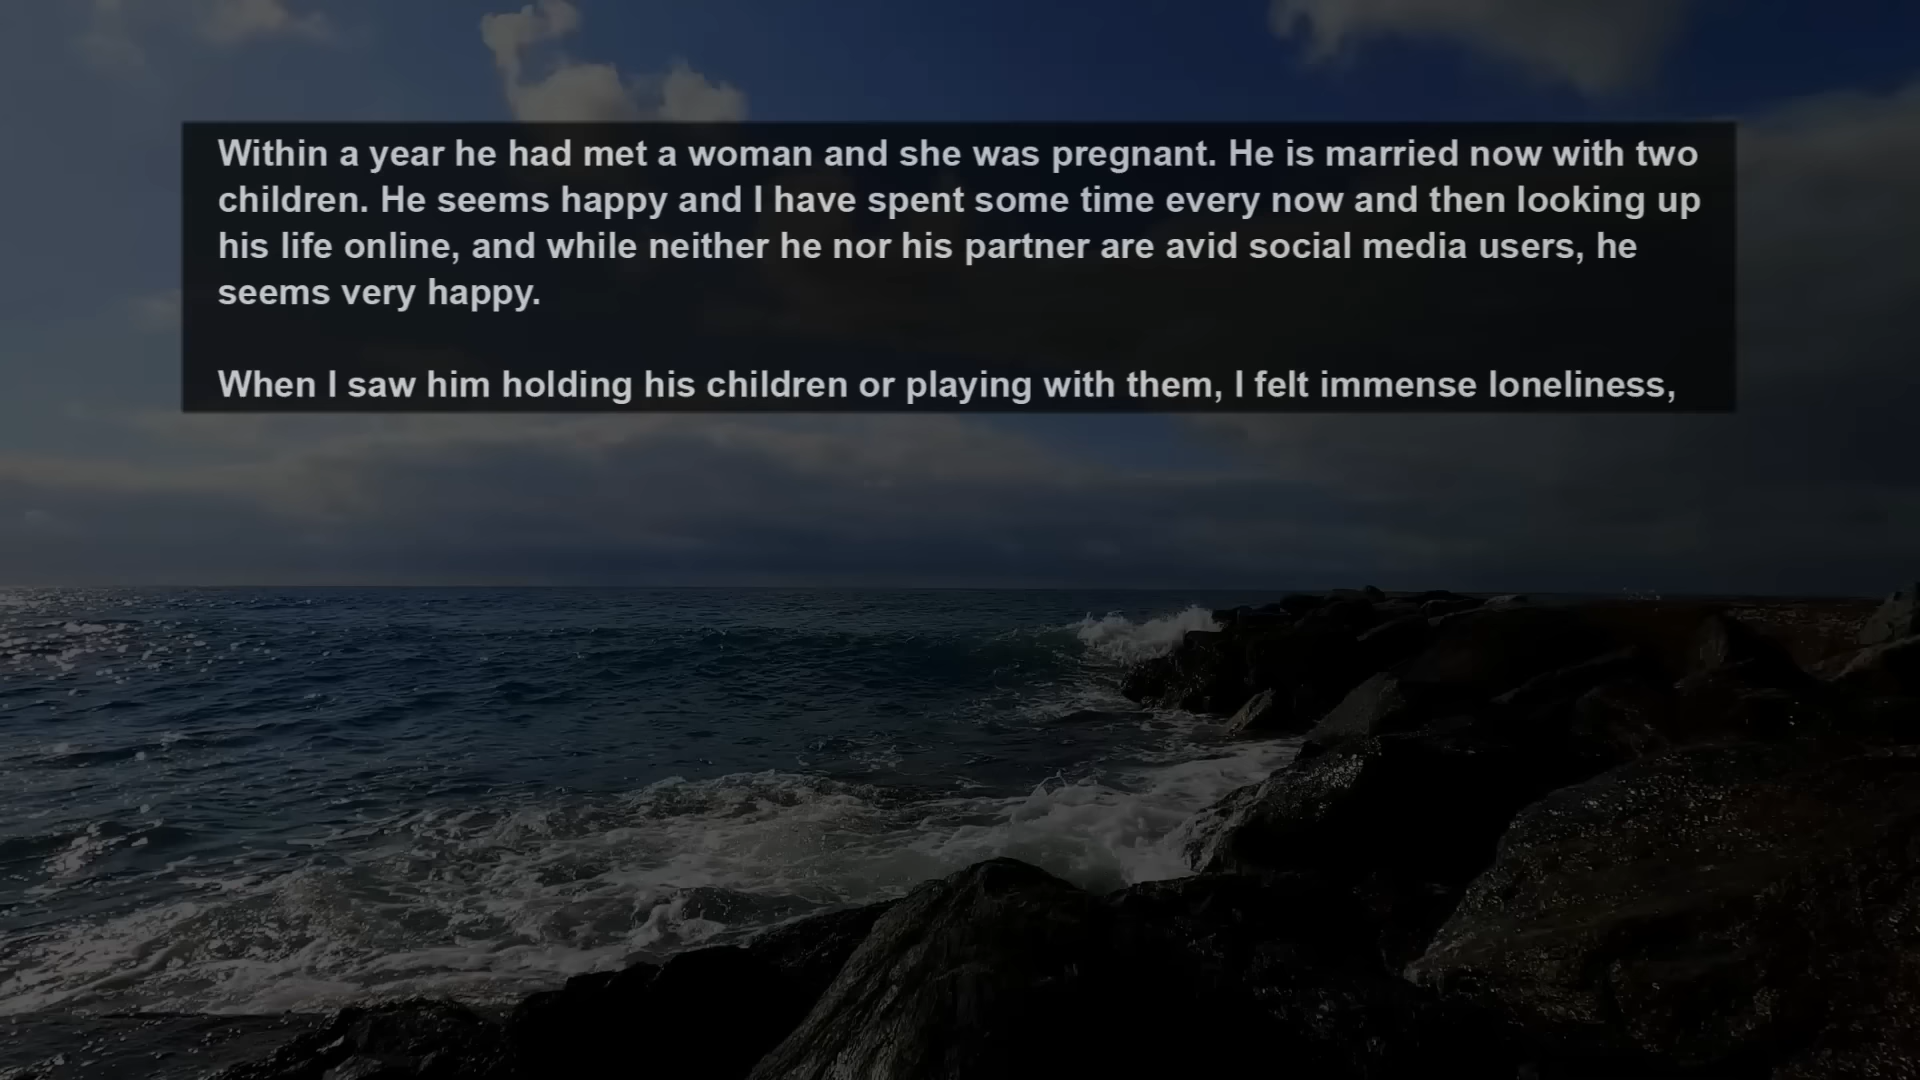 Within a year he had met a woman and she was pregnant. He is married now with two
children. He seems happy and I have spent some time every now and then looking up
his life online, and while neither he nor his partner are avid social media users, he
seems very happy.
When I saw him holding his children or playing with them, I felt immense loneliness,